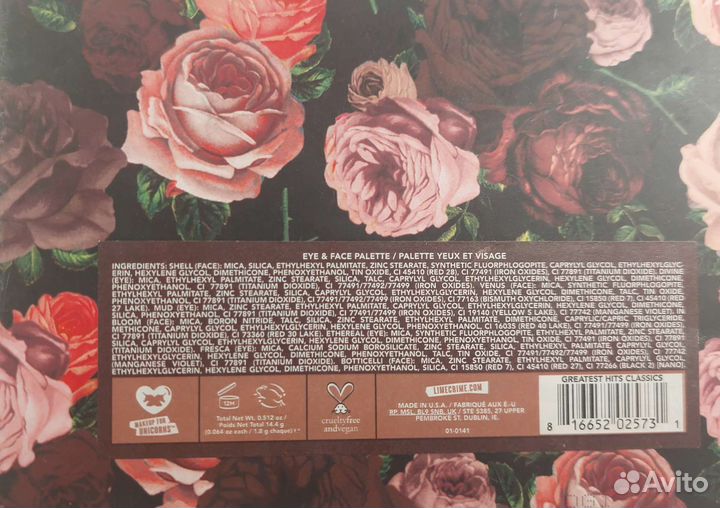 EYE & FACE PALETTE / PALETTE YEUX ET VISAGE
INGREDIENTS: SHELL (FACE): MICA, SILICA, ETHYLHEXYL PALMITATE, ZINC STEARATE, SYNTHETIC FLUORPHLOGOPITE, CAPRYLYL GLYCOL, ETHYLHEXYLGLYC-
ERIN, HEXYLENE GLYCOL, DIMETHICONE, PHENOXYETHANOL, TIN OXIDE, CI 45410 (RED 28), CI 77491 (IRON OXIDES), CI 77891 (TITANIUM DIOXIDE). DIVINE
(EYE): MICA, ETHYLHEXYL PALMITATE, ZINC STEARATE, SILICA, TALC, CAPRYLYL GLYCOL, ETHYLHEXYLGLYCERIN, HEXYLENE GLYCOL, DIMETHICONE,
PHENOXYETHANOL, CI 77891 (TITANIUM DIOXIDE), CI 77491/77492/77499 (IRON OXIDES). VENUS (FACE): MICA, SYNTHETIC FLUORPHLOGOPITE
ETHYLHEXYL PALMITATE, ZINC STEARATE, SILICA, CAPRYLYL GLYCOL, ETHYLHEXYLGLYCERIN, HEXYLENE GLYCOL, DIMETHICONE, TALC, TIN OXIDE,
PHENOXYETHANOL, CI 77891 (TITANIUM DIOXIDE), CI 77491/77492/77499 (IRON OXIDES), CI 77163 (BISMUTH OXYCHLORIDE), CI 15850 (RED 7), CI 45410 (RED
27 LAKE). MUD (EYE): MICA, ZINC STEARATE, ETHYLHEXYL PALMITATE, CAPRYLYL GLYCOL, ETHYLHEXYLGLYCERIN, HEXYLENE GLYCOL, DIMETHICONE,
SILICA, PHENOXYETHANOL, CI 77491/77492/77499 (IRON OXIDES), CI 19140 (YELLOW 5 LAKE), CI 77742 (MANGANESE VIOLET).
BLOOM (FACE): MICA, BORON NITRIDE, TALC, SILICA, ZINC STEARATE, ETHYLHEXYL PALMITATE, DIMETHICONE, CAPRYLIC/CAPRIC TRIGLYCERIDE,
CAPRYLYL GLYCOL, ETHYLHEXYLGLYCERIN, HEXYLENE GLYCOL, PHENOXYETHANOL, CI 16035 (RED 40 LAKE), CI 77491/77499 (IRON OXIDES),
CI 77891 (TITANIUM DIOXIDE), CI 73360 (RED 30 LAKE). ETHEREAL (EYE): MICA, SYNTHETIC FLUORPHLOGOPITE, ETHYLHEXYL PALMITATE, ZINC STEARATE,
SILICA, CAPRYLYL GLYCOL, ETHYLHEXYLGLYCERIN, HEXYLENE GLYCOL, DIMETHICONE, PHENOXYETHANOL, CI 77491/77499 (IRON OXIDES), CI 77891
(TITANIUM DIOXIDE), FRESCA (EYE): MICA, CALCIUM SODIUM BOROSILICATE, ZINC STEARATE, ETHYLHEXYL PALMITATE, CAPRYLYL GLYCOL,
ETHYLHEXYLGLYCERIN, HEXYLENE GLYCOL, DIMETHICONE, PHENOXYETHANOL, TALC, TIN OXIDE, CI 77491/77499 (IRON OXIDES), CI 77742
(MANGANESE VIOLET), CI 77891 (TITANIUM DIOXIDE). BOTTICELLI (FACE): MICA, ZINC STEARATE, ETHYLHEXYL PALMITATE, CAPRYLYL GLYCOL,
ETHYLHEXYLGLYCERIN, HEXYLENE GLYCOL, DIMETHICONE, PHENOXYETHANOL, SILICA, CI 15850 (RED 7), CI 45410 (RED 27), CI 77266 (BLACK 2) [NANO]
MAKEUP FOR
UNICORNS™
12M
Total Net Wt. 0.512 oz /
Poids Net Total 14.4 g
(0.064 oz each / 1.8 g chaque)
crueltyfree
andvegan
LIMECRIME.COM
MADE IN U.S.A. / FABRIQUÉ AUX É.-U
RP, MSL, BL9 5NB, UK / STE 5385, 27 UPPER
PEMBROKE ST. DUBLIN, IE.
01-0141
GREATEST HITS CLASSICS
8 16652 02573 1
Avito